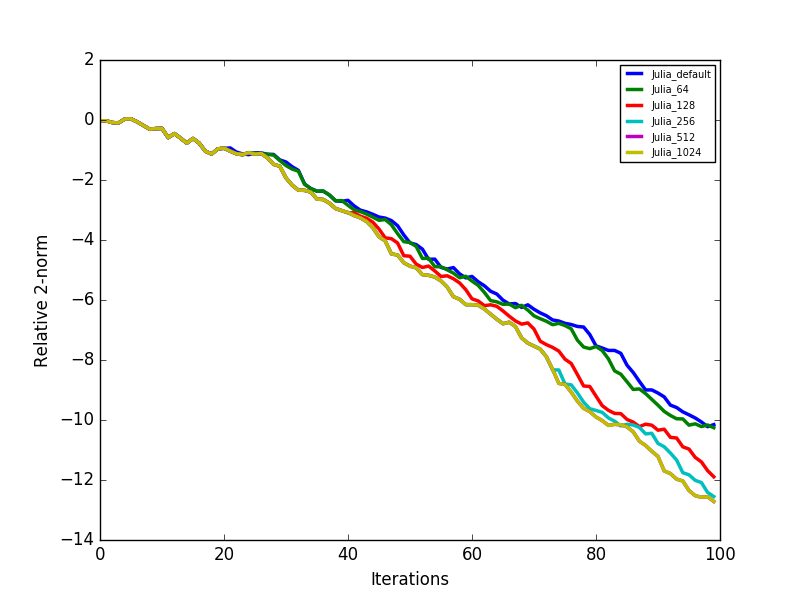 2
0
−2
−4
−6
−8
−10
−12
−14
Relative 2-norm
0 20 40 60 80 100
Iterations
Julia_default
Julia_64
Julia_128
Julia_256
Julia_512
Julia_1024